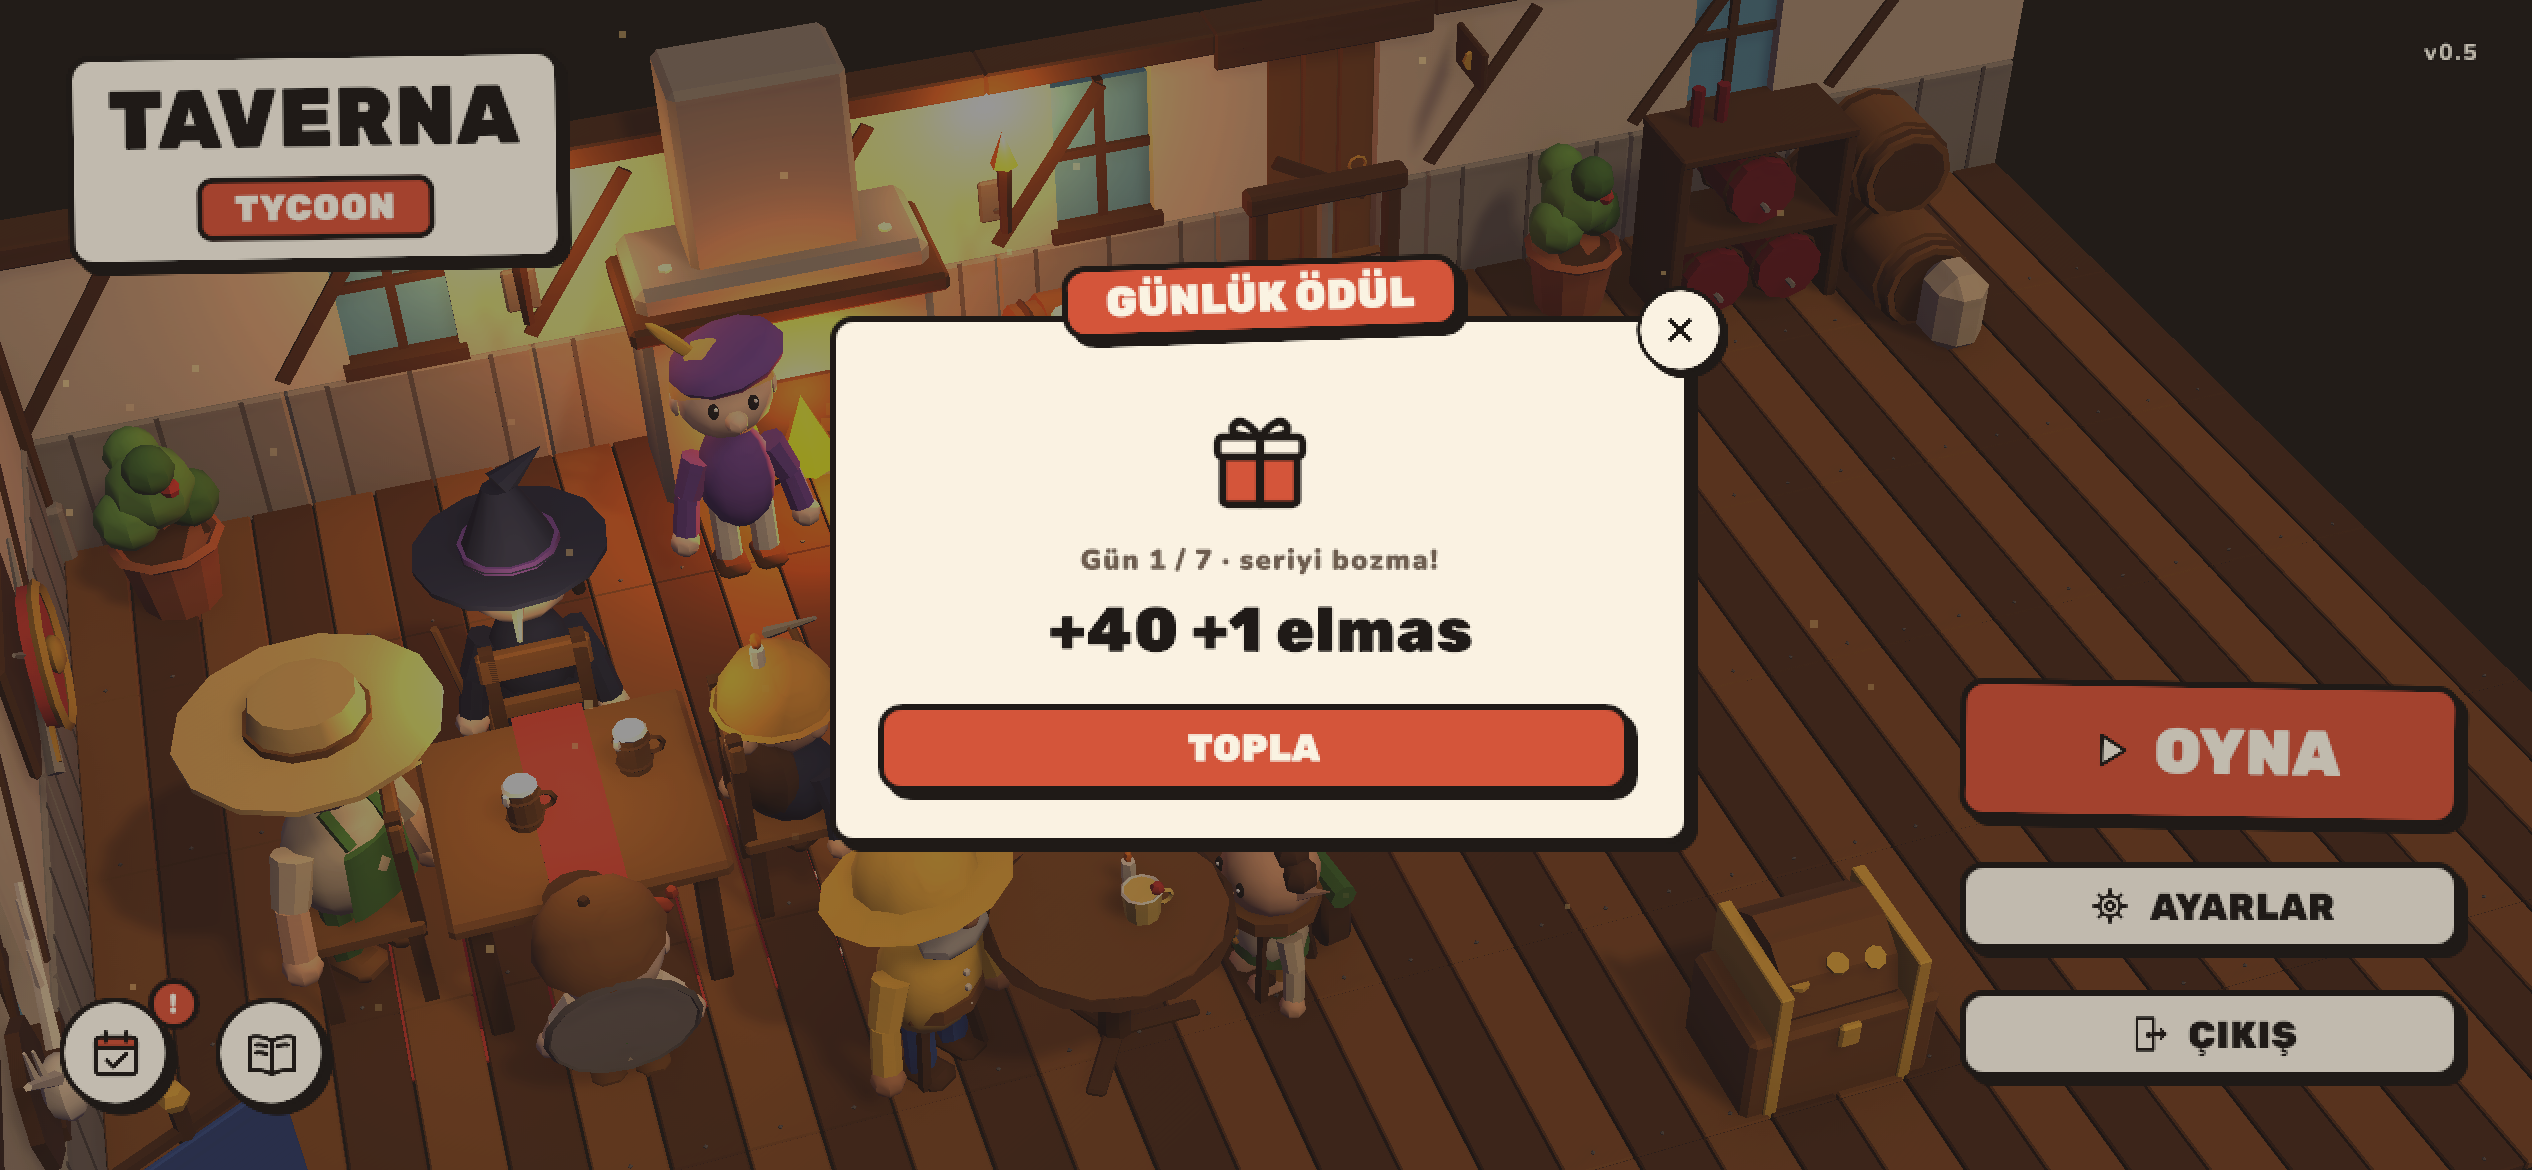 TAVERNA
TYCOON
v0.5
GÜNLÜK ÖDÜL
Gün 1 / 7 · seriyi bozma!
+40 +1 elmas
TOPLA
OYNA
AYARLAR
ÇIKIŞ
!